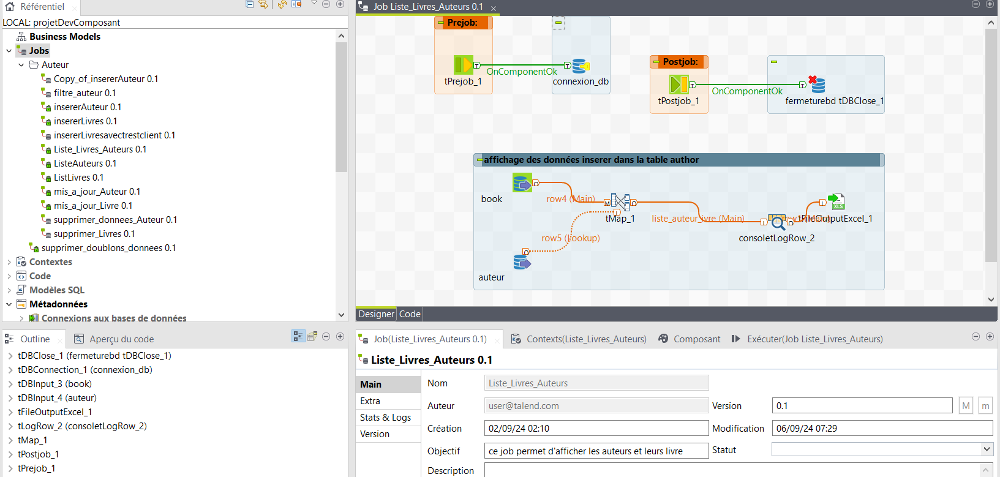 Référentiel
LOCAL: projetDevComposant
Business Models
Jobs
Auteur
Copy_of_insererAuteur 0.1
filtre_auteur 0.1
insererAuteur 0.1
insererLivres 0.1
insererLivresavectrestclient 0.1
Liste_Livres_Auteurs 0.1
ListeAuteurs 0.1
ListLivres 0.1
mis_a_jour_Auteur 0.1
mis_a_jour_Livre 0.1
supprimer_donnees_Auteur 0.1
supprimer_Livres 0.1
supprimer_doublons_donnees 0.1
Contextes
Code
Modèles SQL
Métadonnées
Connexions aux bases de données
Job Liste_Livres_Auteurs 0.1
Prejob:
tPrejob_1
OnComponentOk
connexion_db
Postjob:
tPostjob_1
OnComponentOk
fermeturebd tDBClose_1
affichage des données inserer dans la table author
book
row4 (Main)
tMap_1
liste_auteur_ivre (Main)
tFileOutputExcel_1
row5 (Lookup)
consoletLogRow_2
auteur
Designer
Code
Outline
Aperçu du code
tDBClose_1 (fermeturebd tDBClose_1)
tDBConnection_1 (connexion_db)
tDBInput_3 (book)
tDBInput_4 (auteur)
tFileOutputExcel_1
tLogRow_2 (consoletLogRow_2)
tMap_1
tPostjob_1
tPrejob_1
Job(Liste_Livres_Auteurs 0.1)
Contexts(Liste_Livres_Auteurs)
Composant
Exécuter(Job Liste_Livres_Auteurs)
Liste_Livres_Auteurs 0.1
Main
Extra
Stats & Logs
Version
Nom
Liste_Livres_Auteurs
Auteur
user@talend.com
Version
0.1
M
m
Création
02/09/24 02:10
Modification
06/09/24 07:29
Objectif
ce job permet d'afficher les auteurs et leurs livre
Statut
Description